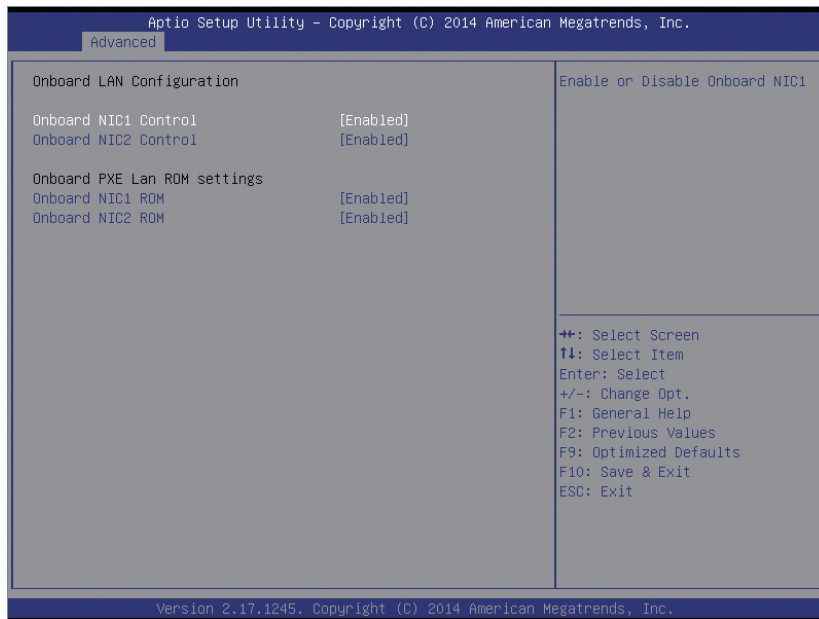 Aptio Setup Utility – Copyright (C) 2014 American Megatrends, Inc.
Advanced
Onboard LAN Configuration
Onboard NIC1 Control [Enabled]
Onboard NIC2 Control [Enabled]
Onboard PXE Lan ROM settings
Onboard NIC1 ROM [Enabled]
Onboard NIC2 ROM [Enabled]
Enable or Disable Onboard NIC1
→←: Select Screen
↑↓: Select Item
Enter: Select
+/-: Change Opt.
F1: General Help
F2: Previous Values
F9: Optimized Defaults
F10: Save & Exit
ESC: Exit
Version 2.17.1245. Copyright (C) 2014 American Megatrends, Inc.